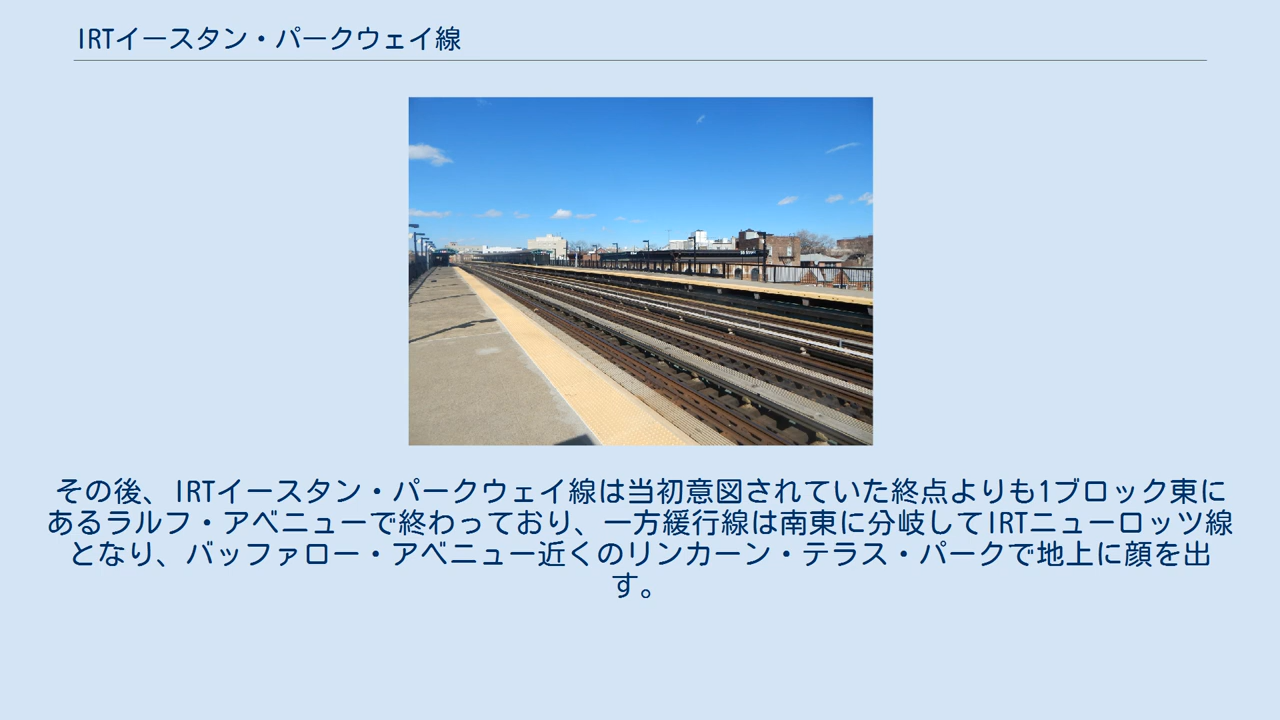 IRTイースタン・パークウェイ線
その後、IRTイースタン・パークウェイ線は当初意図されていた終点よりも1ブロック東に
あるラルフ・アベニューで終わっており、一方緩行線は南東に分岐してIRTニューロッツ線
となり、バッファロー・アベニュー近くのリンカーン・テラス・パークで地上に顔を出
す。